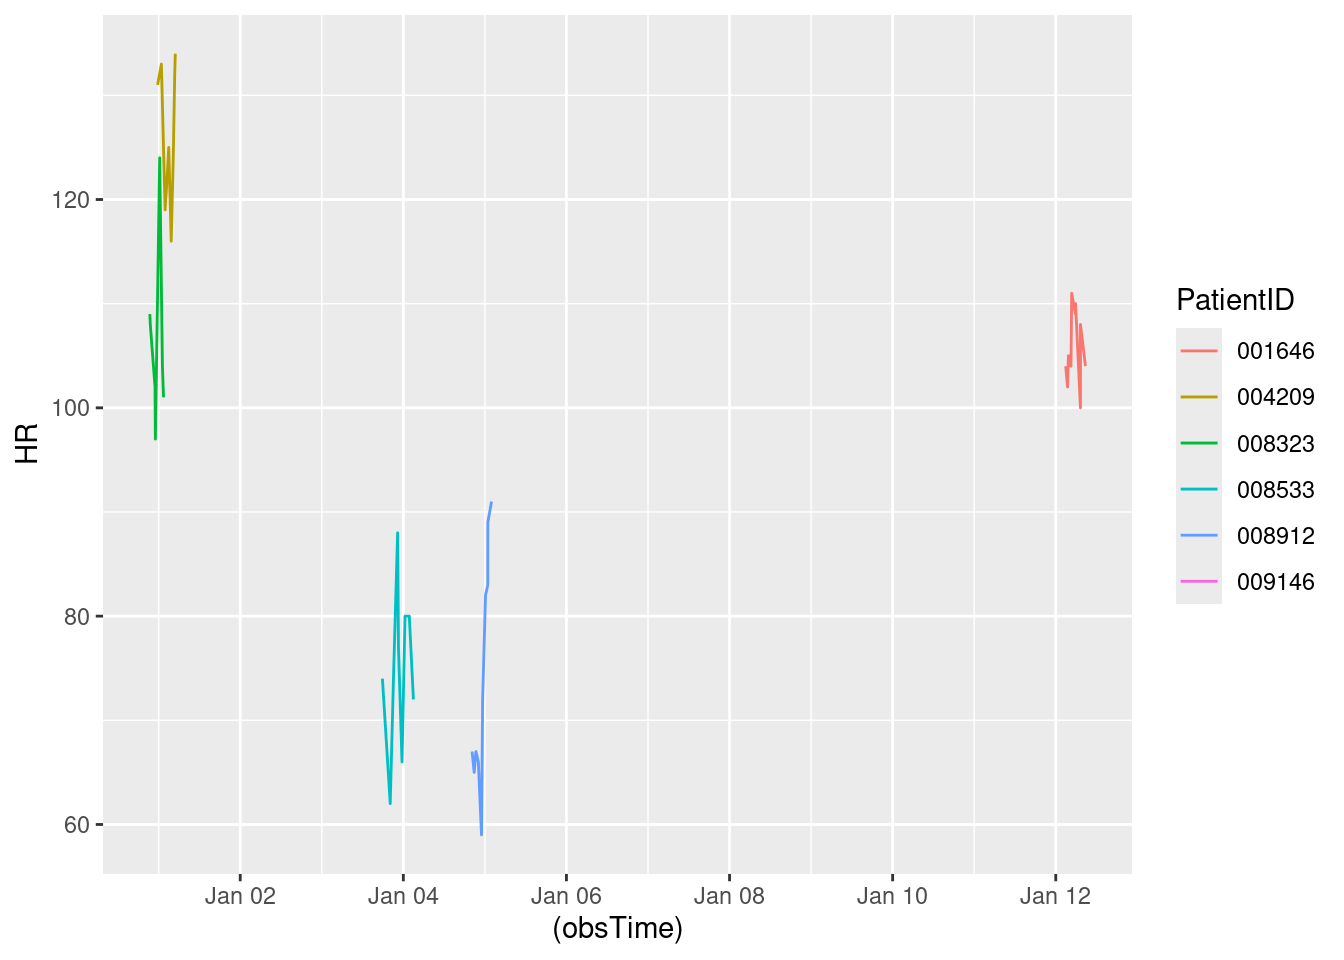 120
100
80
60
HR
Jan 02
Jan 04
Jan 06
Jan 08
Jan 10
Jan 12
(obsTime)
PatientID
001646
004209
008323
008533
008912
009146